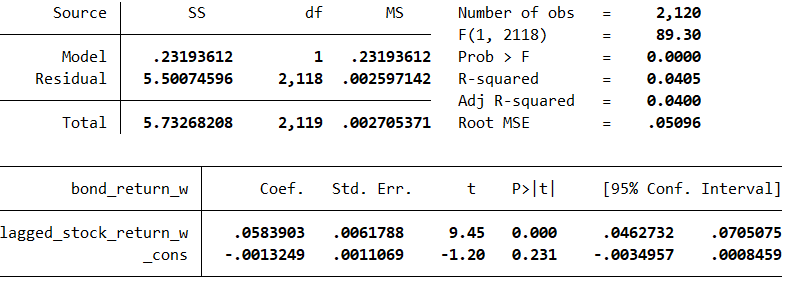 Source SS df MS Number of obs = 2,120
F(1, 2118) = 89.30
Model .23193612 1 .23193612 Prob > F = 0.0000
Residual 5.50074596 2,118 .002597142 R-squared = 0.0405
Adj R-squared = 0.0400
Total 5.73268208 2,119 .002705371 Root MSE = .05096
bond_return_w Coef. Std. Err. t P>|t| [95% Conf. Interval]
lagged_stock_return_w .0583903 .0061788 9.45 0.000 .0462732 .0705075
_cons -.0013249 .0011069 -1.20 0.231 -.0034957 .0008459